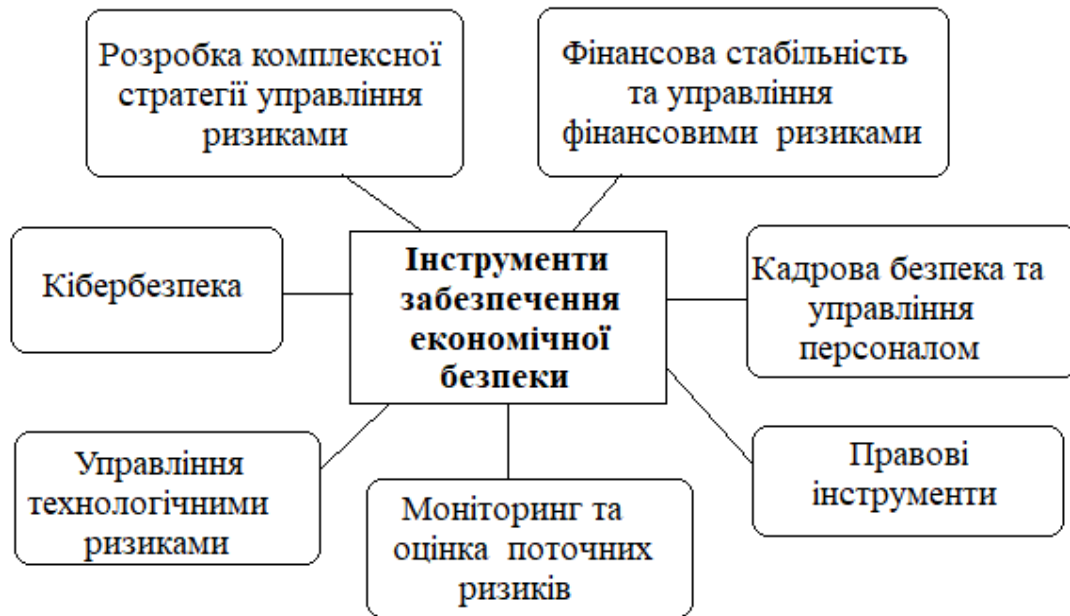 Розробка комплексної
стратегії управління
ризиками
Фінансова стабільність
та управління
фінансовими ризиками
Кібербезпека
Інструменти
забезпечення
економічної
безпеки
Кадрова безпека та
управління
персоналом
Управління
технологічними
ризиками
Моніторинг та
оцінка поточних
ризиків
Правові
інструменти